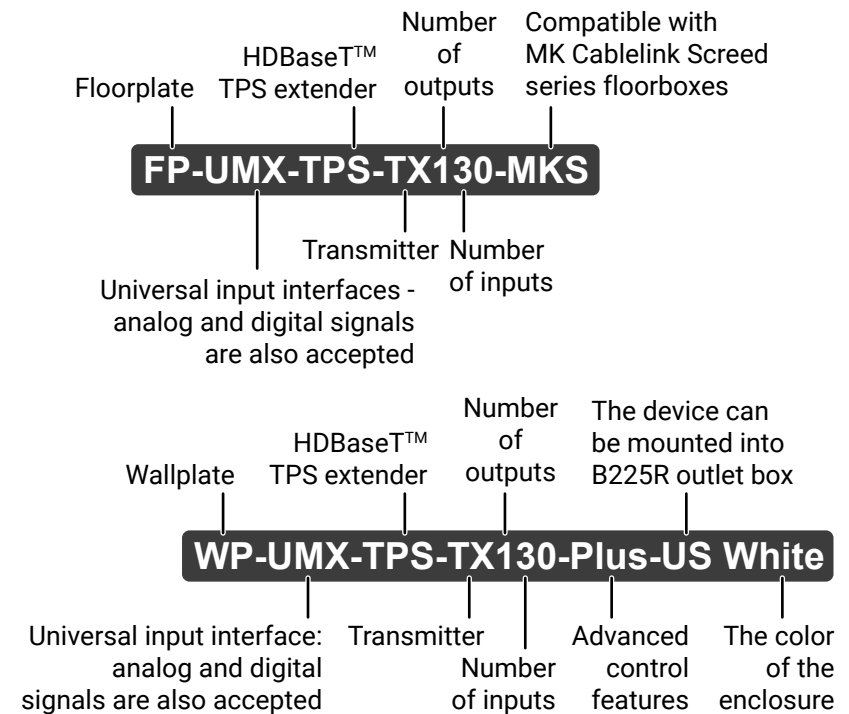 Floorplate
HDBaseT™
TPS extender
Number
of
outputs
Compatible with
MK Cablelink Screed
series floorboxes
FP-UMX-TPS-TX130-MKS
Universal input interfaces -
analog and digital signals
are also accepted
Transmitter
Number
of inputs
Wallplate
HDBaseT™
TPS extender
Number
of
outputs
The device can
be mounted into
B225R outlet box
WP-UMX-TPS-TX130-Plus-US White
Universal input interface:
analog and digital
signals are also accepted
Transmitter
Number
of inputs
Advanced
control
features
The color
of the
enclosure